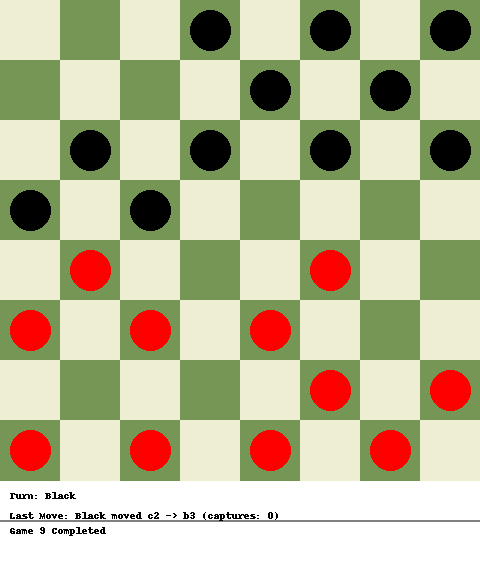 Turn: Black
Last Move: Black moved c2 -> b3 (captures: 0)
Game 9 Completed